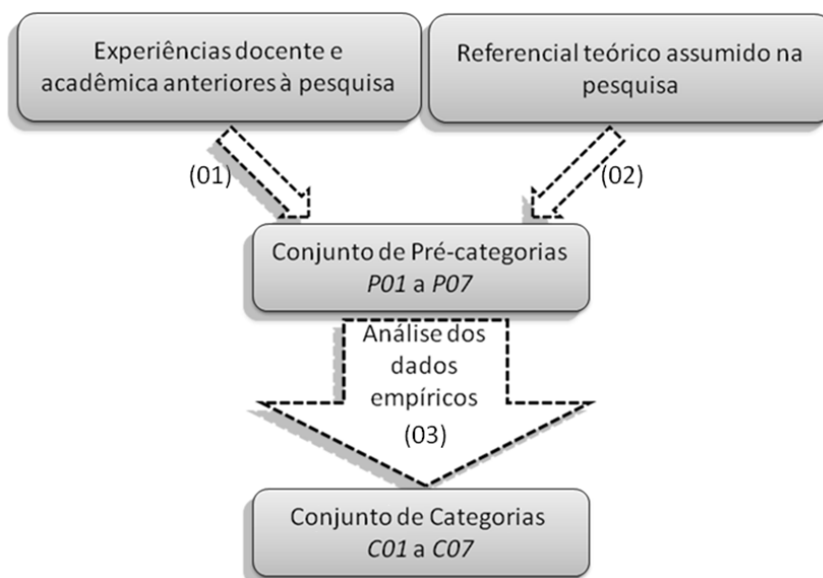 Experiências docente e
acadêmica anteriores à pesquisa
Referencial teórico assumido na
pesquisa
(01)
(02)
Conjunto de Pré-categorias
P01 a P07
Análise dos
dados
empíricos
(03)
Conjunto de Categorias
C01 a C07